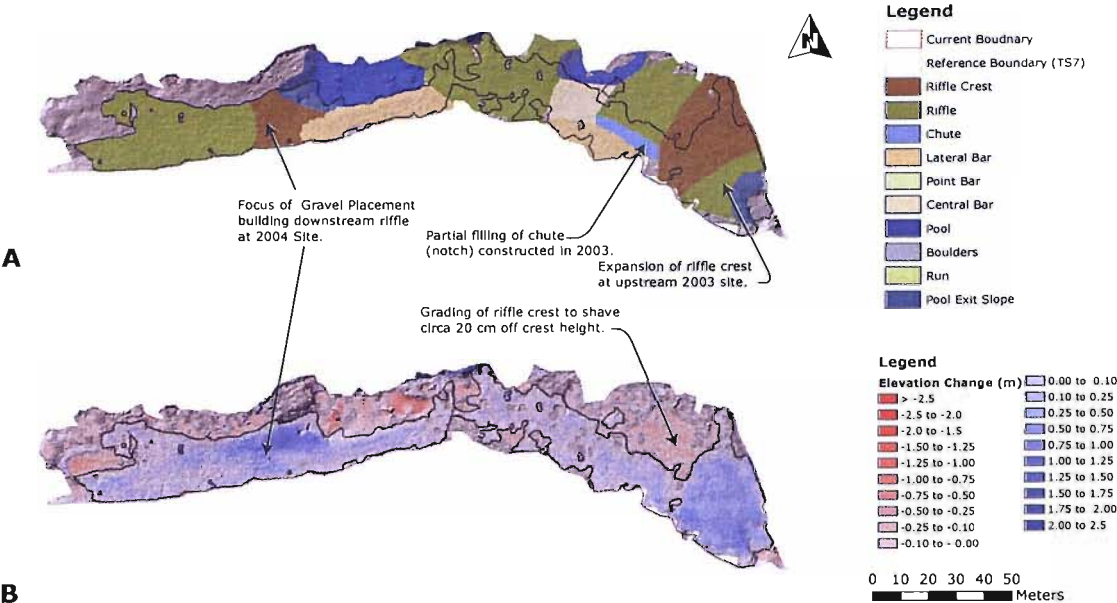 N
Legend
Current Boudnary
Reference Boundary (TS7)
Riffle Crest
Riffle
Chute
Lateral Bar
Point Bar
Central Bar
Pool
Boulders
Run
Pool Exit Slope
Focus of Gravel Placement
building downstream riffle
at 2004 Site.
Partial filling of chute
(notch) constructed in 2003.
Expansion of riffle crest
at upstream 2003 site.
A
Grading of riffle crest to shave
circa 20 cm off crest height.
Legend
Elevation Change (m)
> -2.5
-2.5 to -2.0
-2.0 to -1.5
-1.50 to -1.25
-1.25 to -1.00
-1.00 to -0.75
-0.75 to -0.50
-0.50 to -0.25
-0.25 to -0.10
-0.10 to - 0.00
0.00 to 0.10
0.10 to 0.25
0.25 to 0.50
0.50 to 0.75
0.75 to 1.00
1.00 to 1.25
1.25 to 1.50
1.50 to 1.75
1.75 to 2.00
2.00 to 2.5
B
0 10 20 30 40 50
Meters